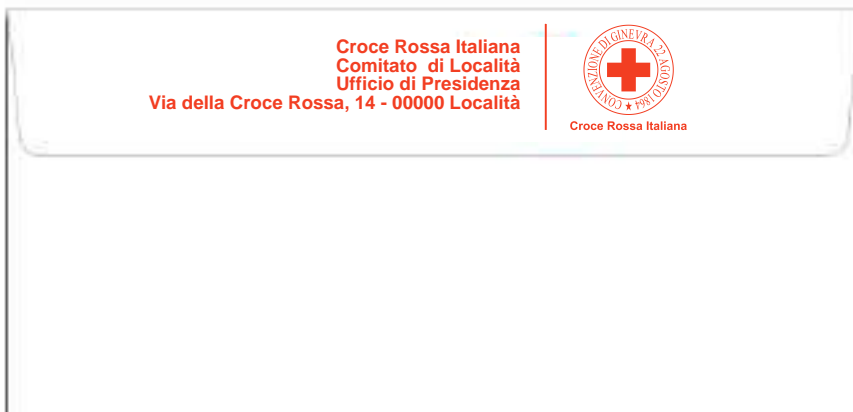 Croce Rossa Italiana
Comitato di Località
Ufficio di Presidenza
Via della Croce Rossa, 14 - 00000 Località
CONVENZIONE DI GINEVRA 22 AGOSTO 1864
Croce Rossa Italiana